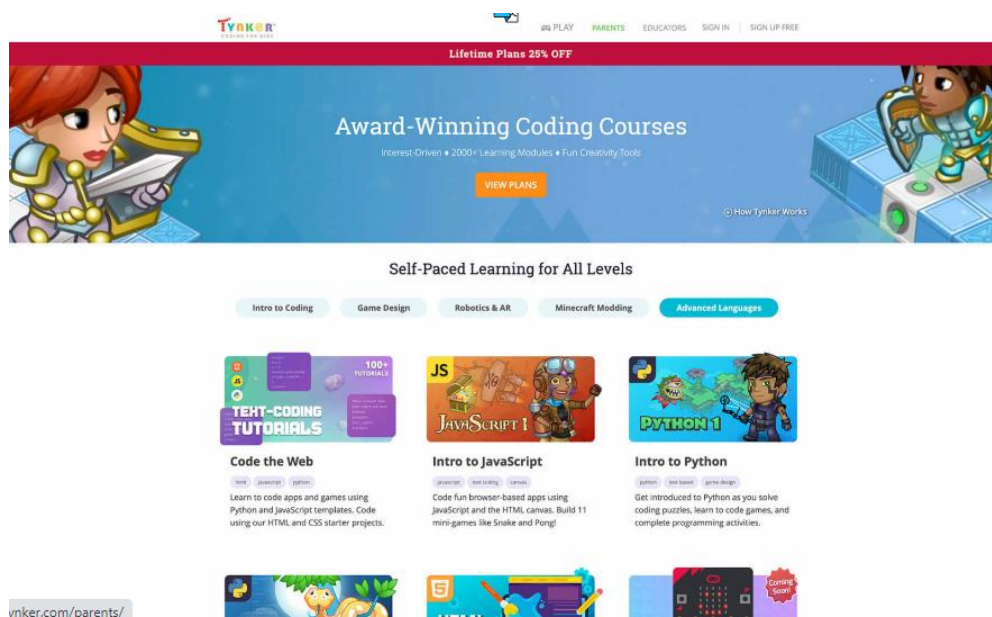 TYNKER
CODING FOR KIDS
PLAY PARENTS EDUCATORS SIGN IN SIGN UP FREE
Lifetime Plans 25% OFF
Award-Winning Coding Courses
Interest-Driven ♦ 2000+ Learning Modules ♦ Fun Creativity Tools
VIEW PLANS
How Tynker Works
Self-Paced Learning for All Levels
Intro to Coding Game Design Robotics & AR Minecraft Modding Advanced Languages
100+
TUTORIALS
JS
TEXT-CODING
TUTORIALS
JS
JAVASCRIPT 1
PYTHON 1
Code the Web
html javascript python
Learn to code apps and games using
Python and JavaScript templates. Code
using our HTML and CSS starter projects.
Intro to JavaScript
javascript text coding canvas
Code fun browser-based apps using
JavaScript and the HTML canvas. Build 11
mini-games like Snake and Pong!
Intro to Python
python text based game design
Get introduced to Python as you solve
coding puzzles, learn to code games, and
complete programming activities.
5
Coming
Soon!
ynker.com/parents/